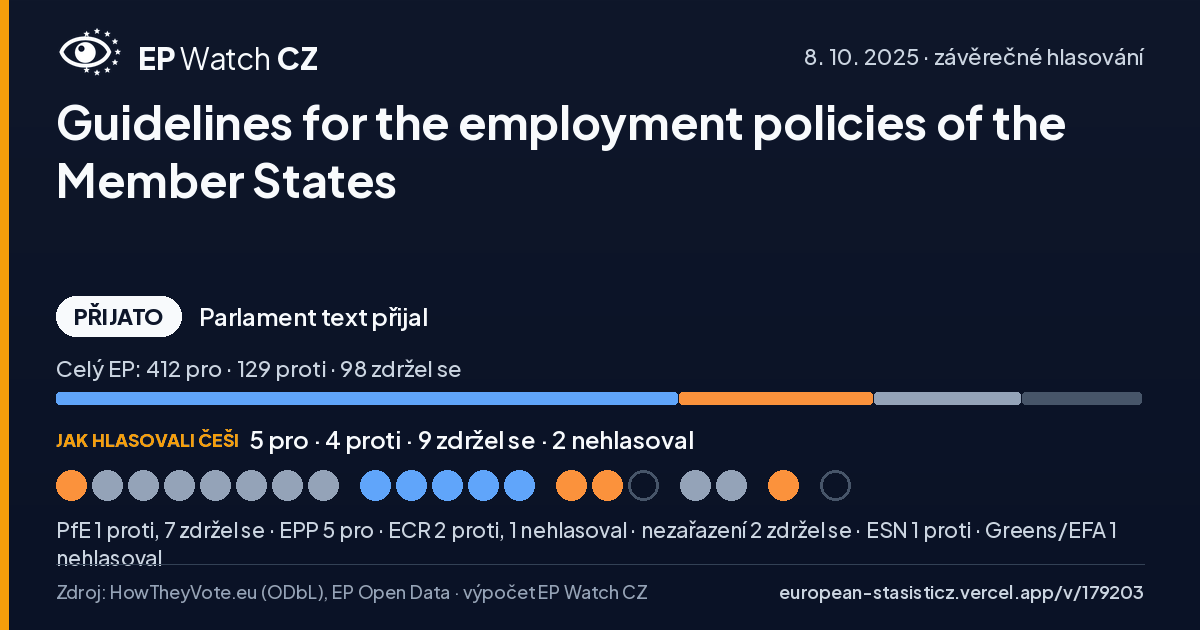 EP Watch CZ
8. 10. 2025 · závěrečné hlasování
Guidelines for the employment policies of the
Member States
PŘIJATO Parlament text přijal
Celý EP: 412 pro · 129 proti · 98 zdržel se
JAK HLASOVALI ČEŠI 5 pro · 4 proti · 9 zdržel se · 2 nehlasoval
PfE 1 proti, 7 zdržel se · EPP 5 pro · ECR 2 proti, 1 nehlasoval · nezařazení 2 zdržel se · ESN 1 proti · Greens/EFA 1
nehlasoval
Zdroj: HowTheyVote.eu (ODbL), EP Open Data · výpočet EP Watch CZ
european-stasisticz.vercel.app/v/179203